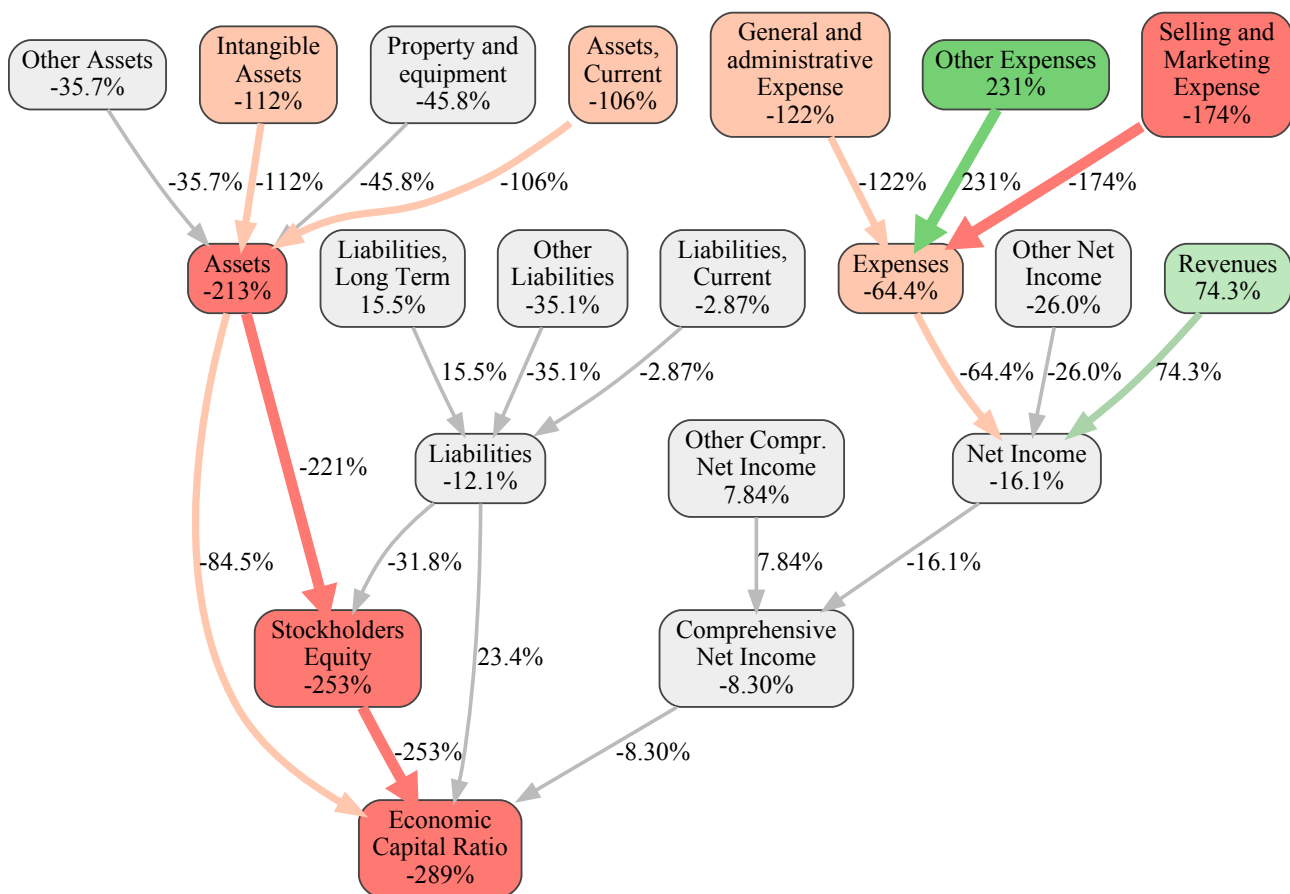 Other Assets
-35.7%
Intangible
Assets
-112%
Property and
equipment
-45.8%
Assets,
Current
-106%
General and
administrative
Expense
-122%
Other Expenses
231%
Selling and
Marketing
Expense
-174%
-35.7%
-112%
-45.8%
-106%
-122%
231%
-174%
Assets
-213%
Liabilities,
Long Term
15.5%
Other
Liabilities
-35.1%
Liabilities,
Current
-2.87%
Expenses
-64.4%
Other Net
Income
-26.0%
Revenues
74.3%
15.5%
-35.1%
-2.87%
-64.4%
-26.0%
74.3%
-221%
Liabilities
-12.1%
Other Compr.
Net Income
7.84%
Net Income
-16.1%
-84.5%
-31.8%
7.84%
-16.1%
Stockholders
Equity
-253%
23.4%
Comprehensive
Net Income
-8.30%
-253%
-8.30%
Economic
Capital Ratio
-289%